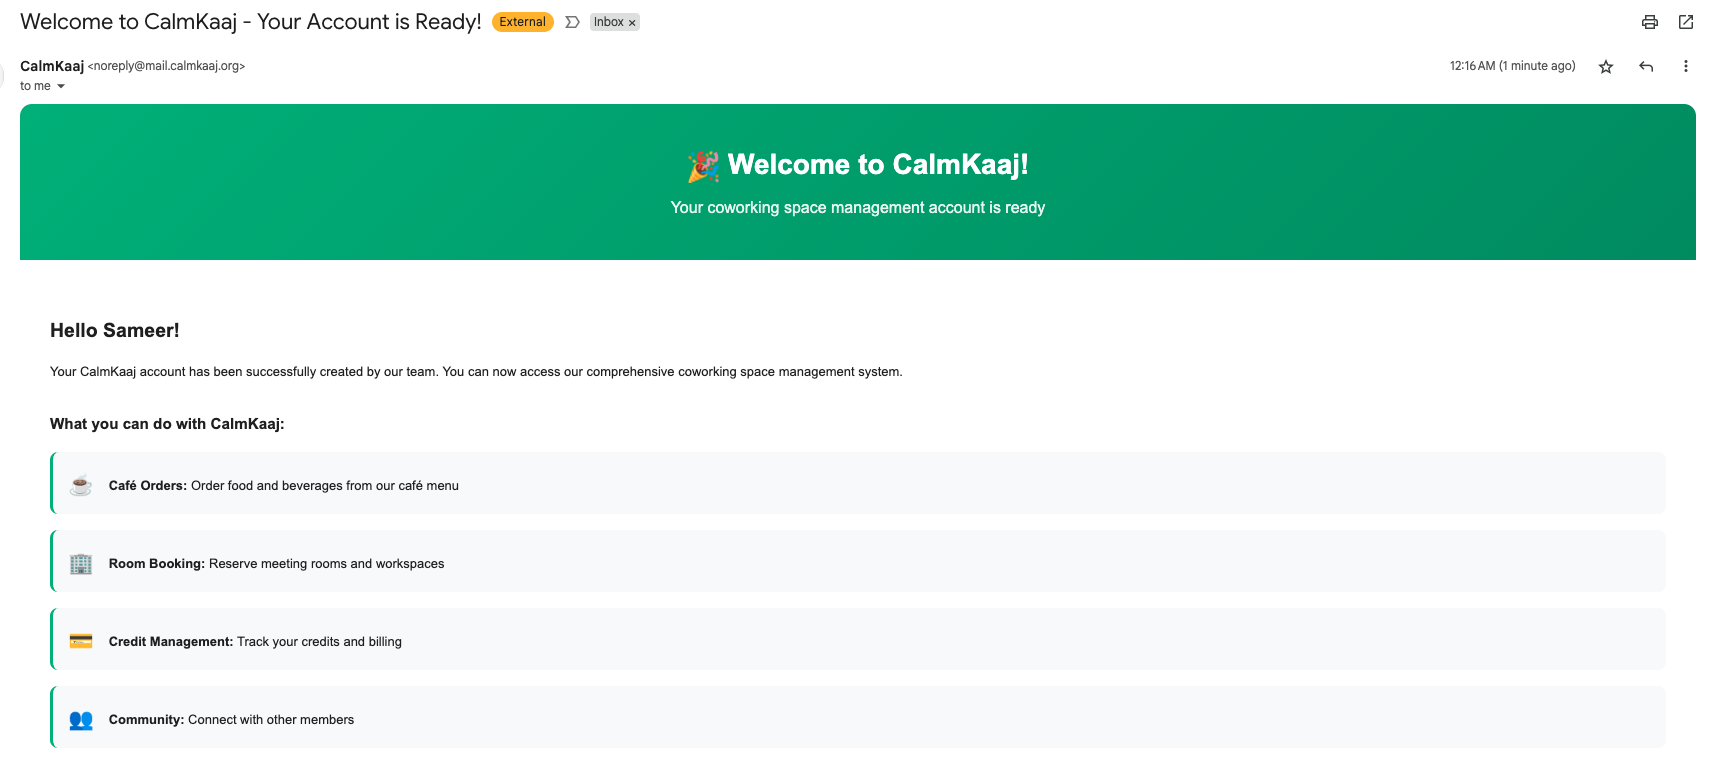 Welcome to CalmKaaj - Your Account is Ready! External Inbox ×
CalmKaaj <noreply@mail.calmkaaj.org> 12:16 AM (1 minute ago)
to me
🎉 Welcome to CalmKaaj!
Your coworking space management account is ready
Hello Sameer!
Your CalmKaaj account has been successfully created by our team. You can now access our comprehensive coworking space management system.
What you can do with CalmKaaj:
Café Orders: Order food and beverages from our café menu
Room Booking: Reserve meeting rooms and workspaces
Credit Management: Track your credits and billing
Community: Connect with other members